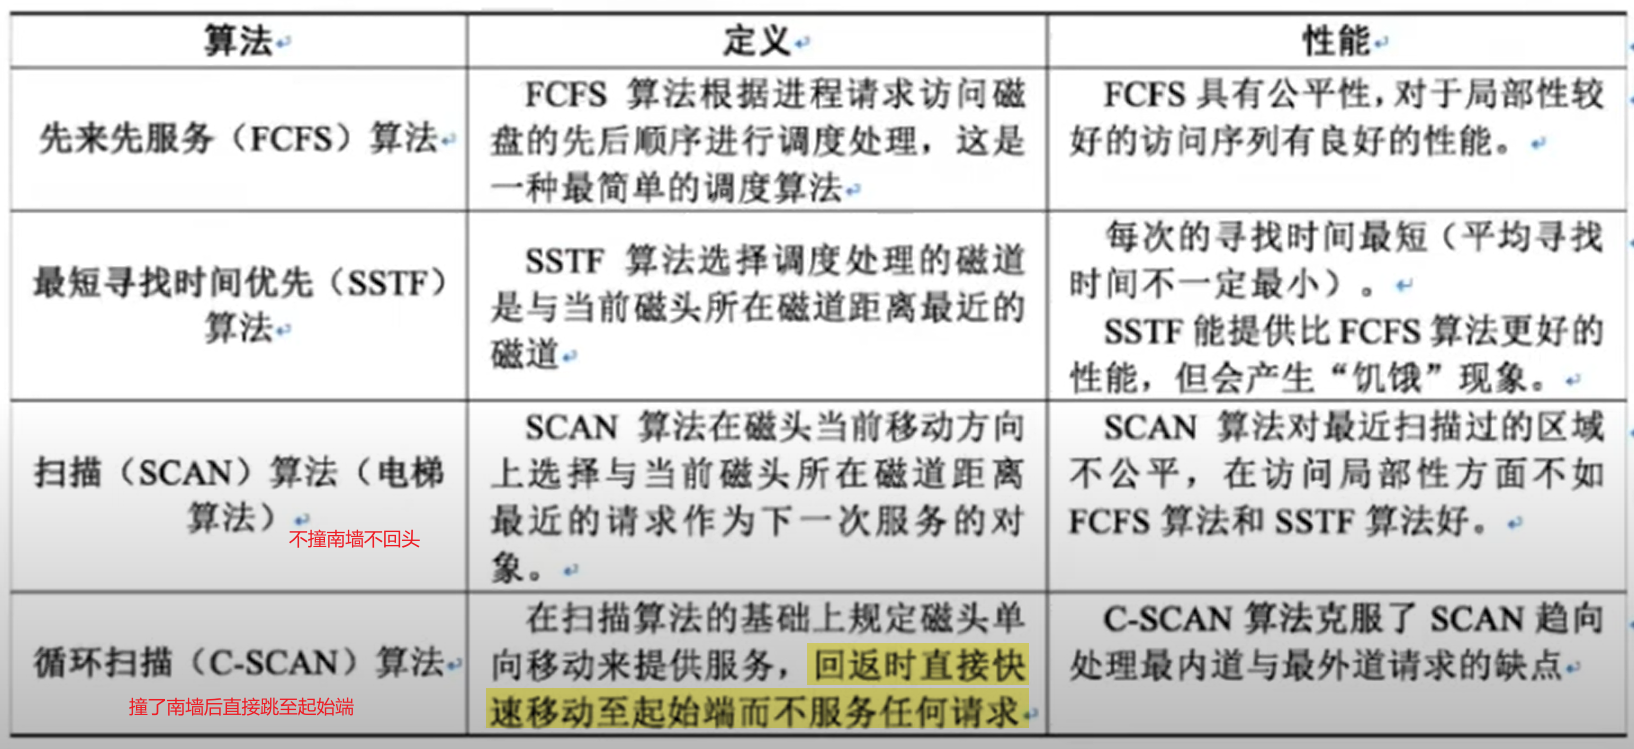 算法
定义
性能
先来先服务（FCFS）算法
FCFS 算法根据进程请求访问磁
盘的先后顺序进行调度处理，这是
一种最简单的调度算法
FCFS 具有公平性，对于局部性较
好的访问序列有良好的性能。
最短寻找时间优先（SSTF）
算法
SSTF 算法选择调度处理的磁道
是与当前磁头所在磁道距离最近的
磁道
每次的寻找时间最短（平均寻找
时间不一定最小）。
SSTF 能提供比 FCFS 算法更好的
性能，但会产生“饥饿”现象。
扫描（SCAN）算法（电梯
算法）
不撞南墙不回头
SCAN 算法在磁头当前移动方向
上选择与当前磁头所在磁道距离
最近的请求作为下一次服务的对
象。
SCAN 算法对最近扫描过的区域
不公平，在访问局部性方面不如
FCFS 算法和 SSTF 算法好。
循环扫描（C-SCAN）算法
撞了南墙后直接跳至起始端
在扫描算法的基础上规定磁头单
向移动来提供服务，回返时直接快
速移动至起始端而不服务任何请求
C-SCAN 算法克服了 SCAN 趋向
处理最内道与最外道请求的缺点